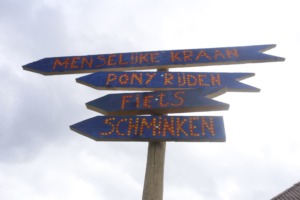 MENSELIJKE KRAAN
PONY RIJDEN
FIETS
SCHMINKEN